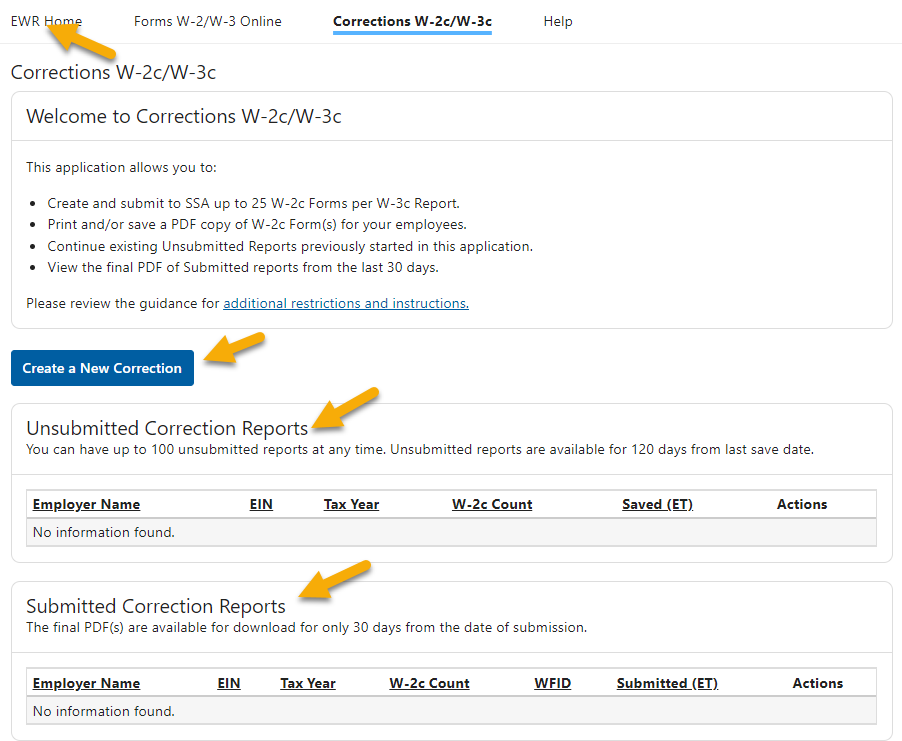 EWR Home Forms W-2/W-3 Online Corrections W-2c/W-3c Help
Corrections W-2c/W-3c
Welcome to Corrections W-2c/W-3c
This application allows you to:
• Create and submit to SSA up to 25 W-2c Forms per W-3c Report.
• Print and/or save a PDF copy of W-2c Form(s) for your employees.
• Continue existing Unsubmitted Reports previously started in this application.
• View the final PDF of Submitted reports from the last 30 days.
Please review the guidance for additional restrictions and instructions.
Create a New Correction
Unsubmitted Correction Reports
You can have up to 100 unsubmitted reports at any time. Unsubmitted reports are available for 120 days from last save date.
Employer Name EIN Tax Year W-2c Count Saved (ET) Actions
No information found.
Submitted Correction Reports
The final PDF(s) are available for download for only 30 days from the date of submission.
Employer Name EIN Tax Year W-2c Count WFID Submitted (ET) Actions
No information found.